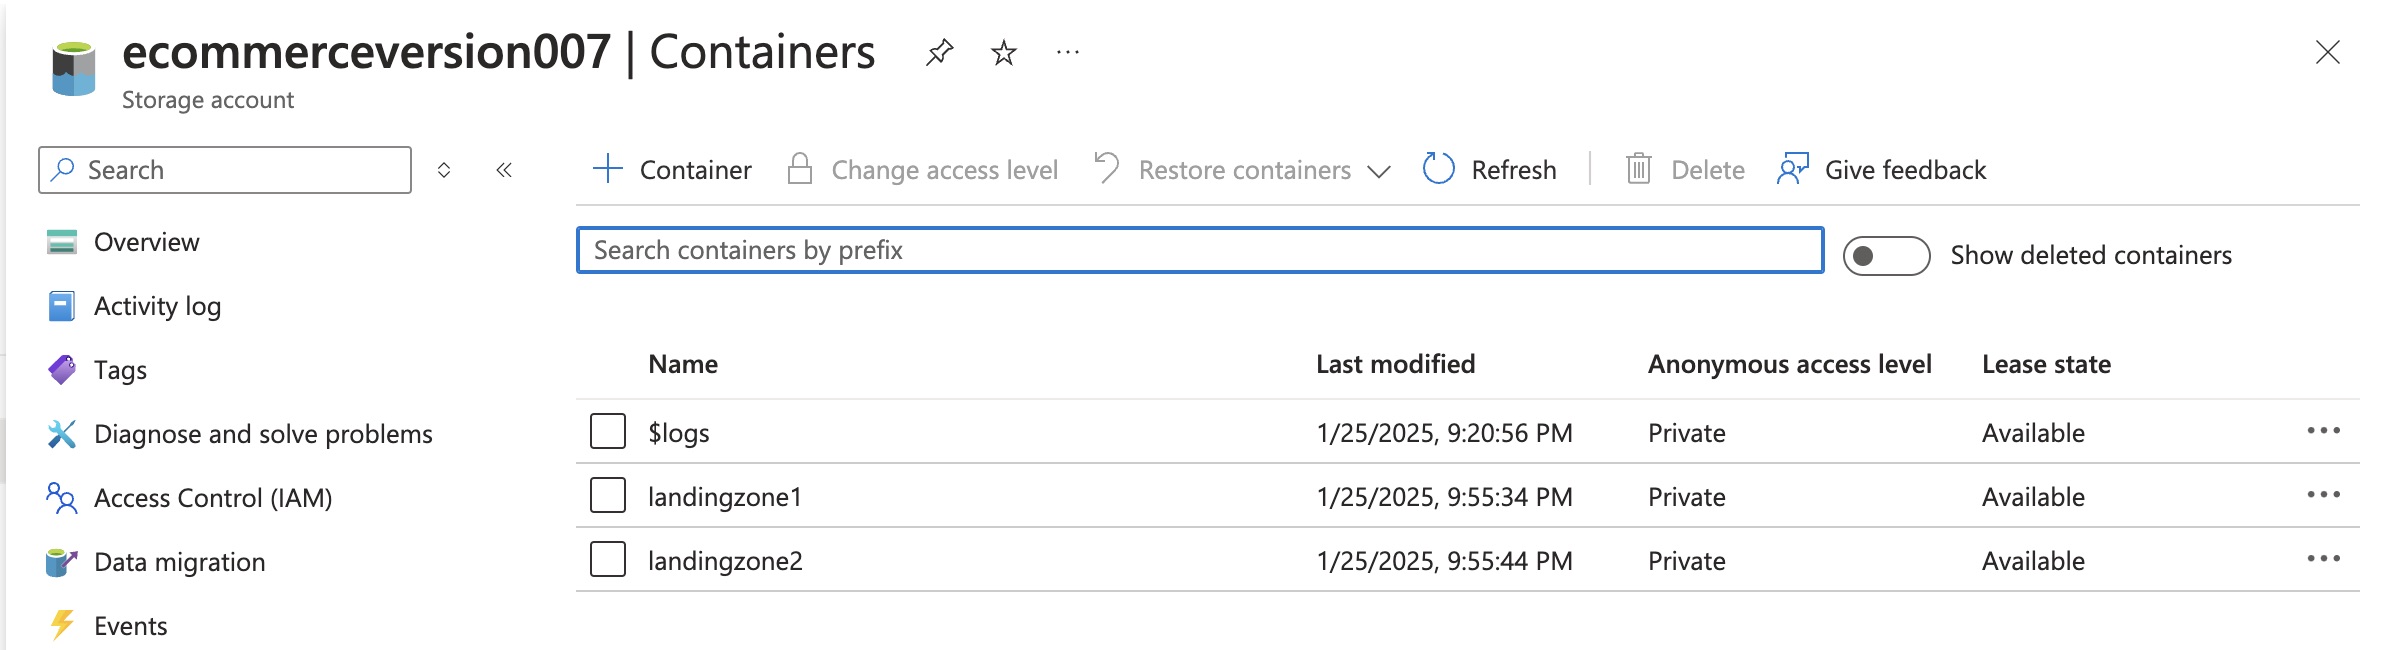 ecommerceversion007 | Containers
Storage account
Search
Container Change access level Restore containers Refresh Delete Give feedback
Search containers by prefix
Show deleted containers
Overview
Activity log
Tags
Diagnose and solve problems
Access Control (IAM)
Data migration
Events
Name Last modified Anonymous access level Lease state
$logs 1/25/2025, 9:20:56 PM Private Available
landingzone1 1/25/2025, 9:55:34 PM Private Available
landingzone2 1/25/2025, 9:55:44 PM Private Available